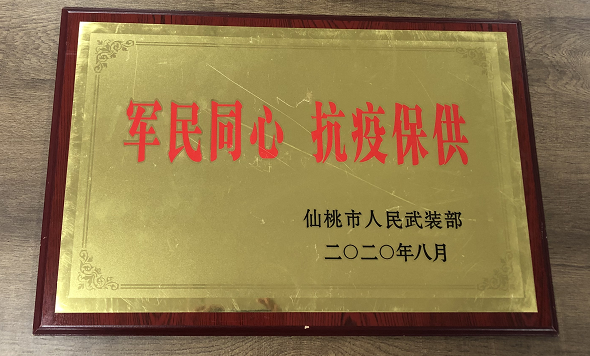 军民同心 抗疫保供
仙桃市人民武装部
二〇二〇年八月